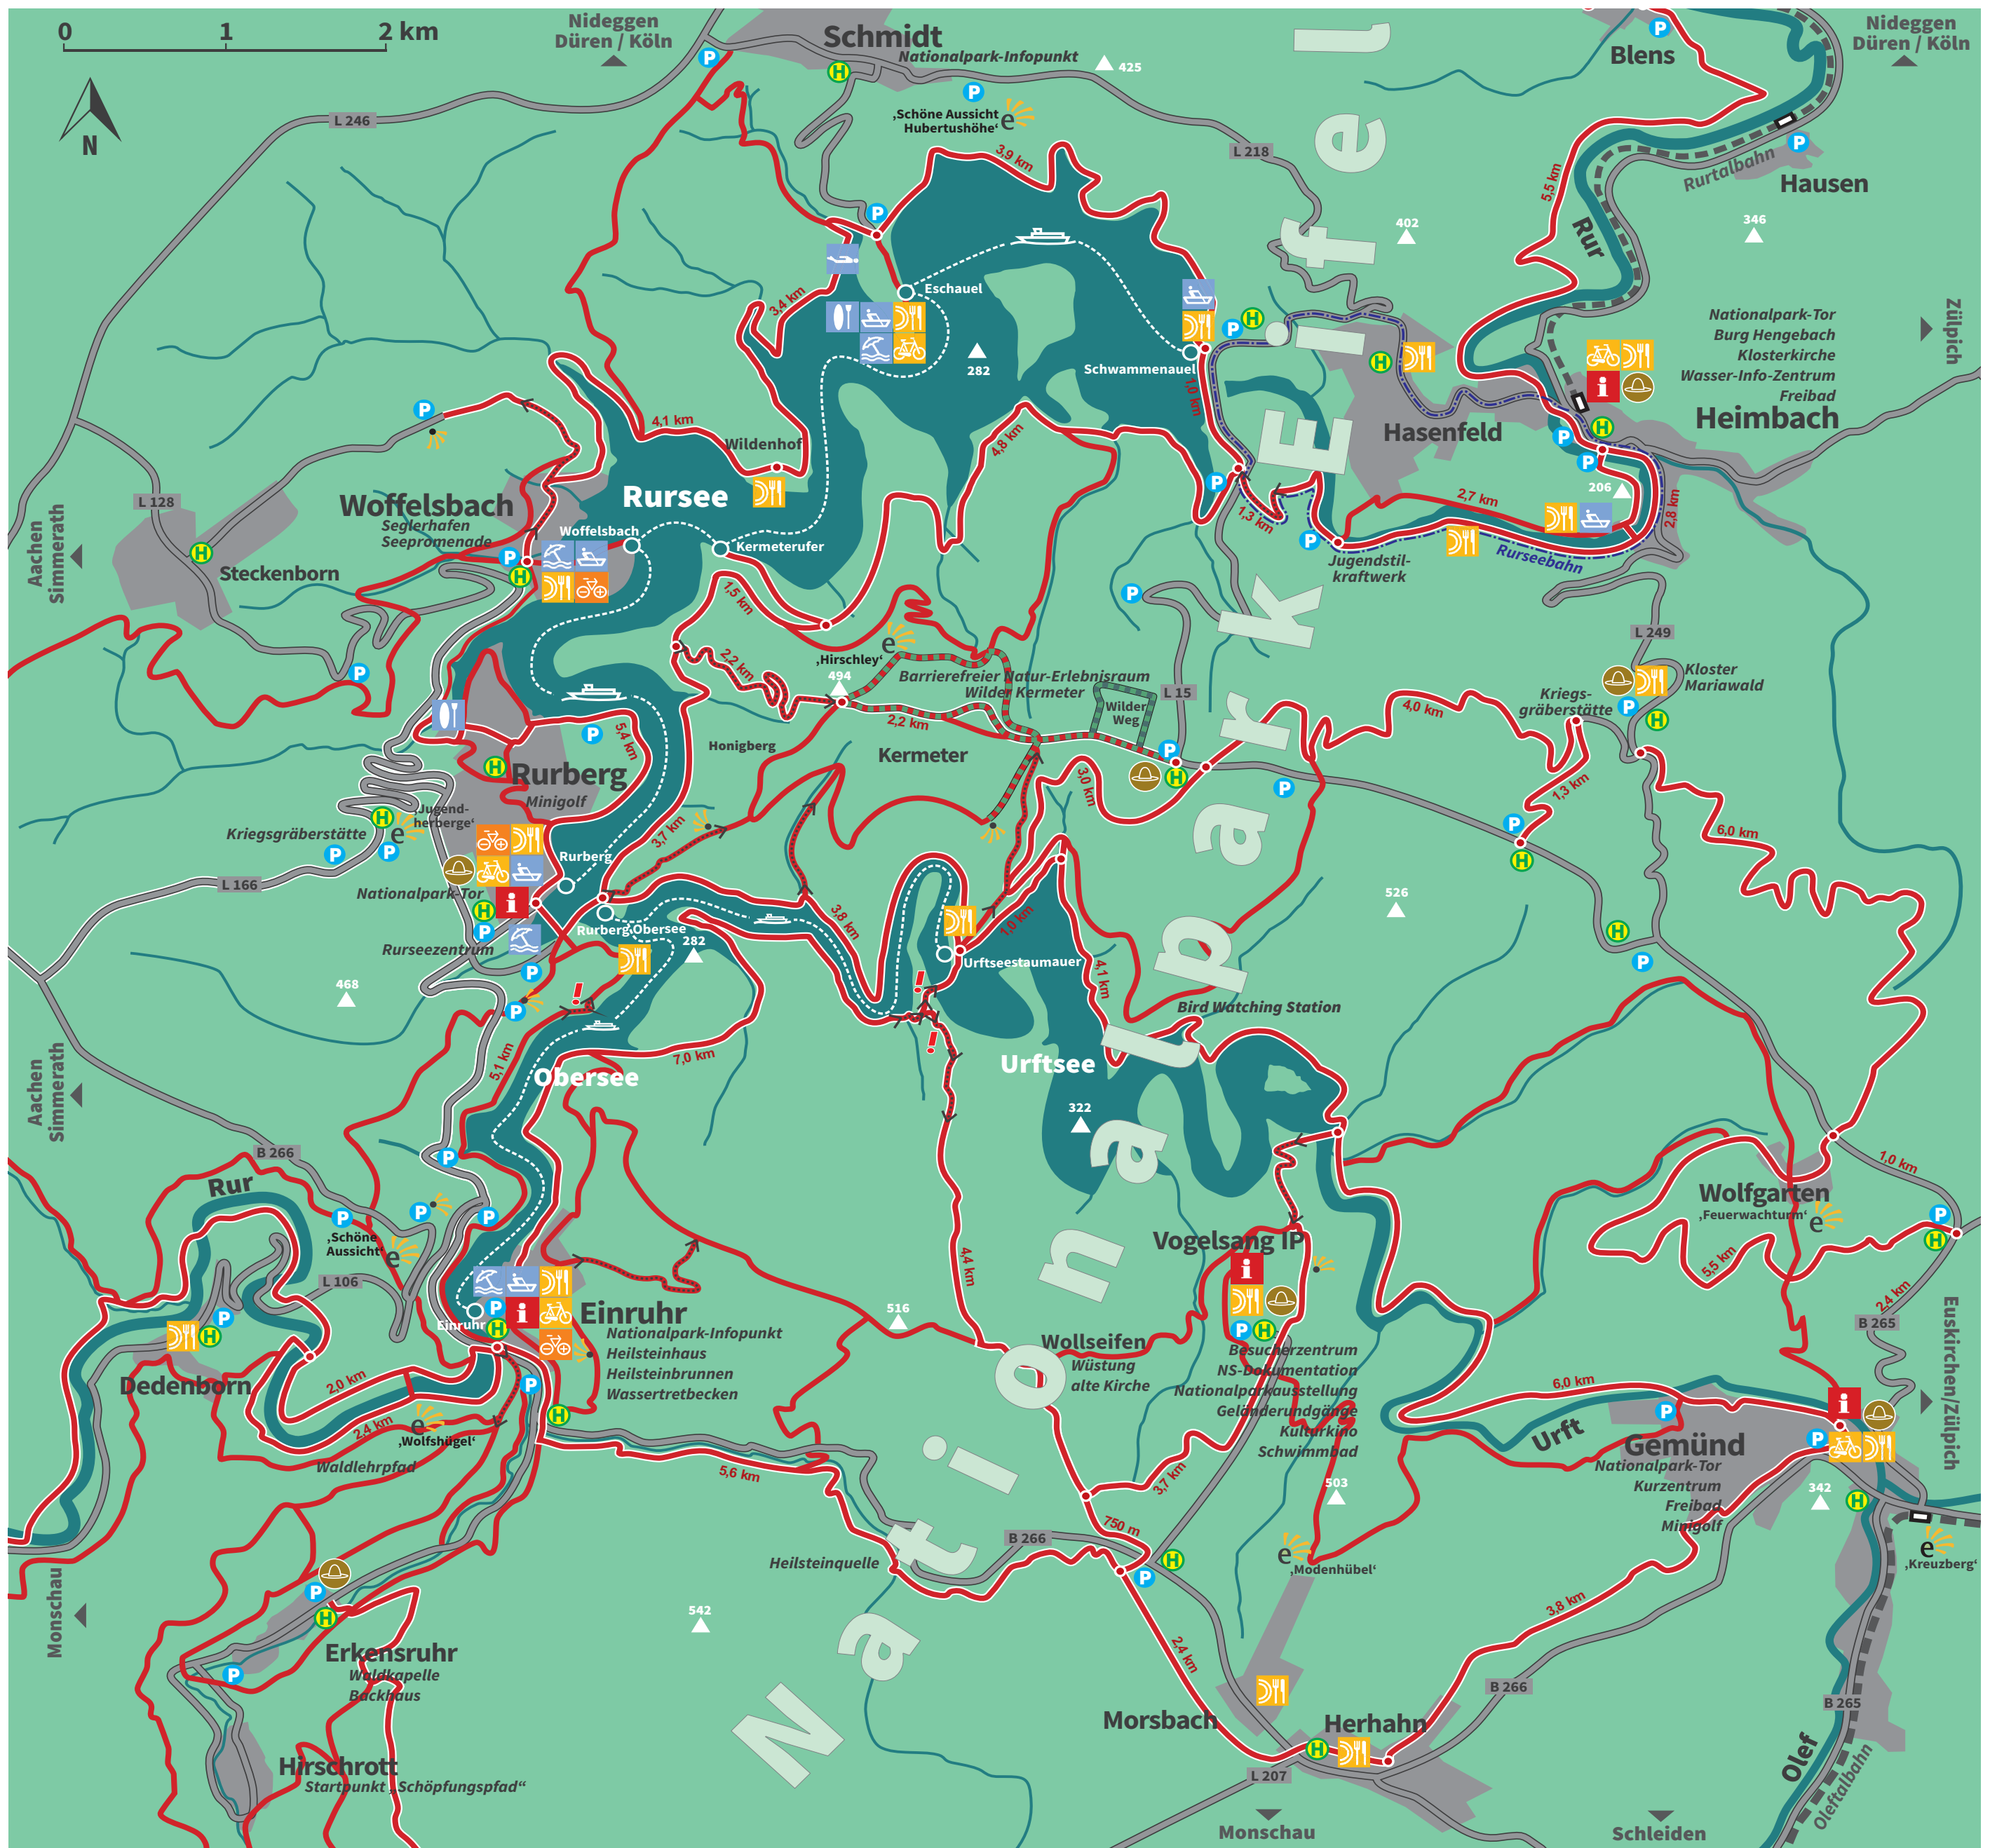 0 1 2 km
N
Nideggen
Düren / Köln
Schmidt
Nationalpark-Infopunkt
425
‚Schöne Aussicht
Hubertushöhe‘
e
L 246
L 218
Blens
Nideggen
Düren / Köln
Hausen
Rurtalbahn
Rur
346
402
5,5 km
3,9 km
3,4 km
Eschauel
282
Schwammenauel
1,0 km
Nationalpark-Tor
Burg Hengebach
Klosterkirche
Wasser-Info-Zentrum
Freibad
Heimbach
Zülpich
Hasenfeld
206
2,7 km
2,8 km
1,3 km
Rurseebahn
Jugendstil-
kraftwerk
4,1 km
Wildenhof
4,8 km
Rursee
Woffelsbach
Seglerhafen
Seepromenade
Woffelsbach
Kermeterufer
L 128
Steckenborn
Aachen
Simmerath
1,5 km
2,2 km
‚Hirschley‘
e
494
Barrierefreier Natur-Erlebnisraum
Wilder Kermeter
Wilder
Weg
L 15
2,2 km
Honigberg
Kermeter
L 249
Kloster
Mariawald
Kriegs-
gräberstätte
4,0 km
1,3 km
6,0 km
3,0 km
5,4 km
Rurberg
Minigolf
‚Jugend-
herberge‘
e
Kriegsgräberstätte
L 166
Nationalpark-Tor
Rurseezentrum
Rurberg
3,7 km
Rurberg Obersee
282
3,8 km
1,0 km
Urftseestaumauer
526
4,1 km
Bird Watching Station
468
5,1 km
7,0 km
Obersee
Urftsee
322
Aachen
Simmerath
B 266
Rur
‚Schöne
Aussicht‘
e
L 106
Einruhr
Einruhr
Nationalpark-Infopunkt
Heilsteinhaus
Heilsteinbrunnen
Wassertretbecken
Dedenborn
2,0 km
2,4 km
e
‚Wolfshügel‘
Waldlehrpfad
5,6 km
516
4,4 km
Wollseifen
Wüstung
alte Kirche
Vogelsang IP
Besucherzentrum
NS-Dokumentation
Nationalparkausstellung
Geländerundgänge
Kulturkino
Schwimmbad
503
3,7 km
750 m
e
‚Modenhübel‘
Wolfgarten
‚Feuerwachturm‘
e
1,0 km
5,5 km
2,4 km
B 265
Euskirchen/Zülpich
6,0 km
Urft
Gemünd
Nationalpark-Tor
Kurzentrum
Freibad
Minigolf
342
e
‚Kreuzberg‘
Heilsteinquelle
B 266
542
2,4 km
3,8 km
Monschau
Erkensruhr
Waldkapelle
Backhaus
Hirschrott
Startpunkt „Schöpfungspfad“
Morsbach
Herhahn
B 266
L 207
B 265
Olef
Oleftalbahn
Monschau
Schleiden
Nationalpark Eifel